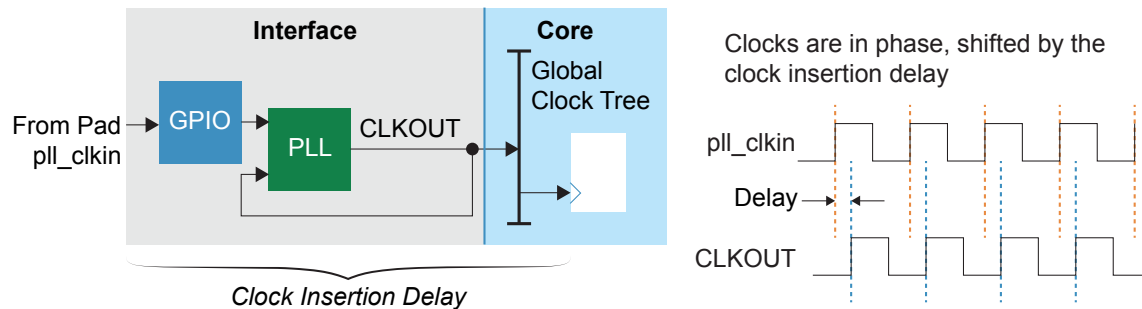 Interface
Core
Global
Clock Tree
GPIO
From Pad
pll_clkin
PLL
CLKOUT
Clock Insertion Delay
Clocks are in phase, shifted by the
clock insertion delay
pll_clkin
Delay
CLKOUT